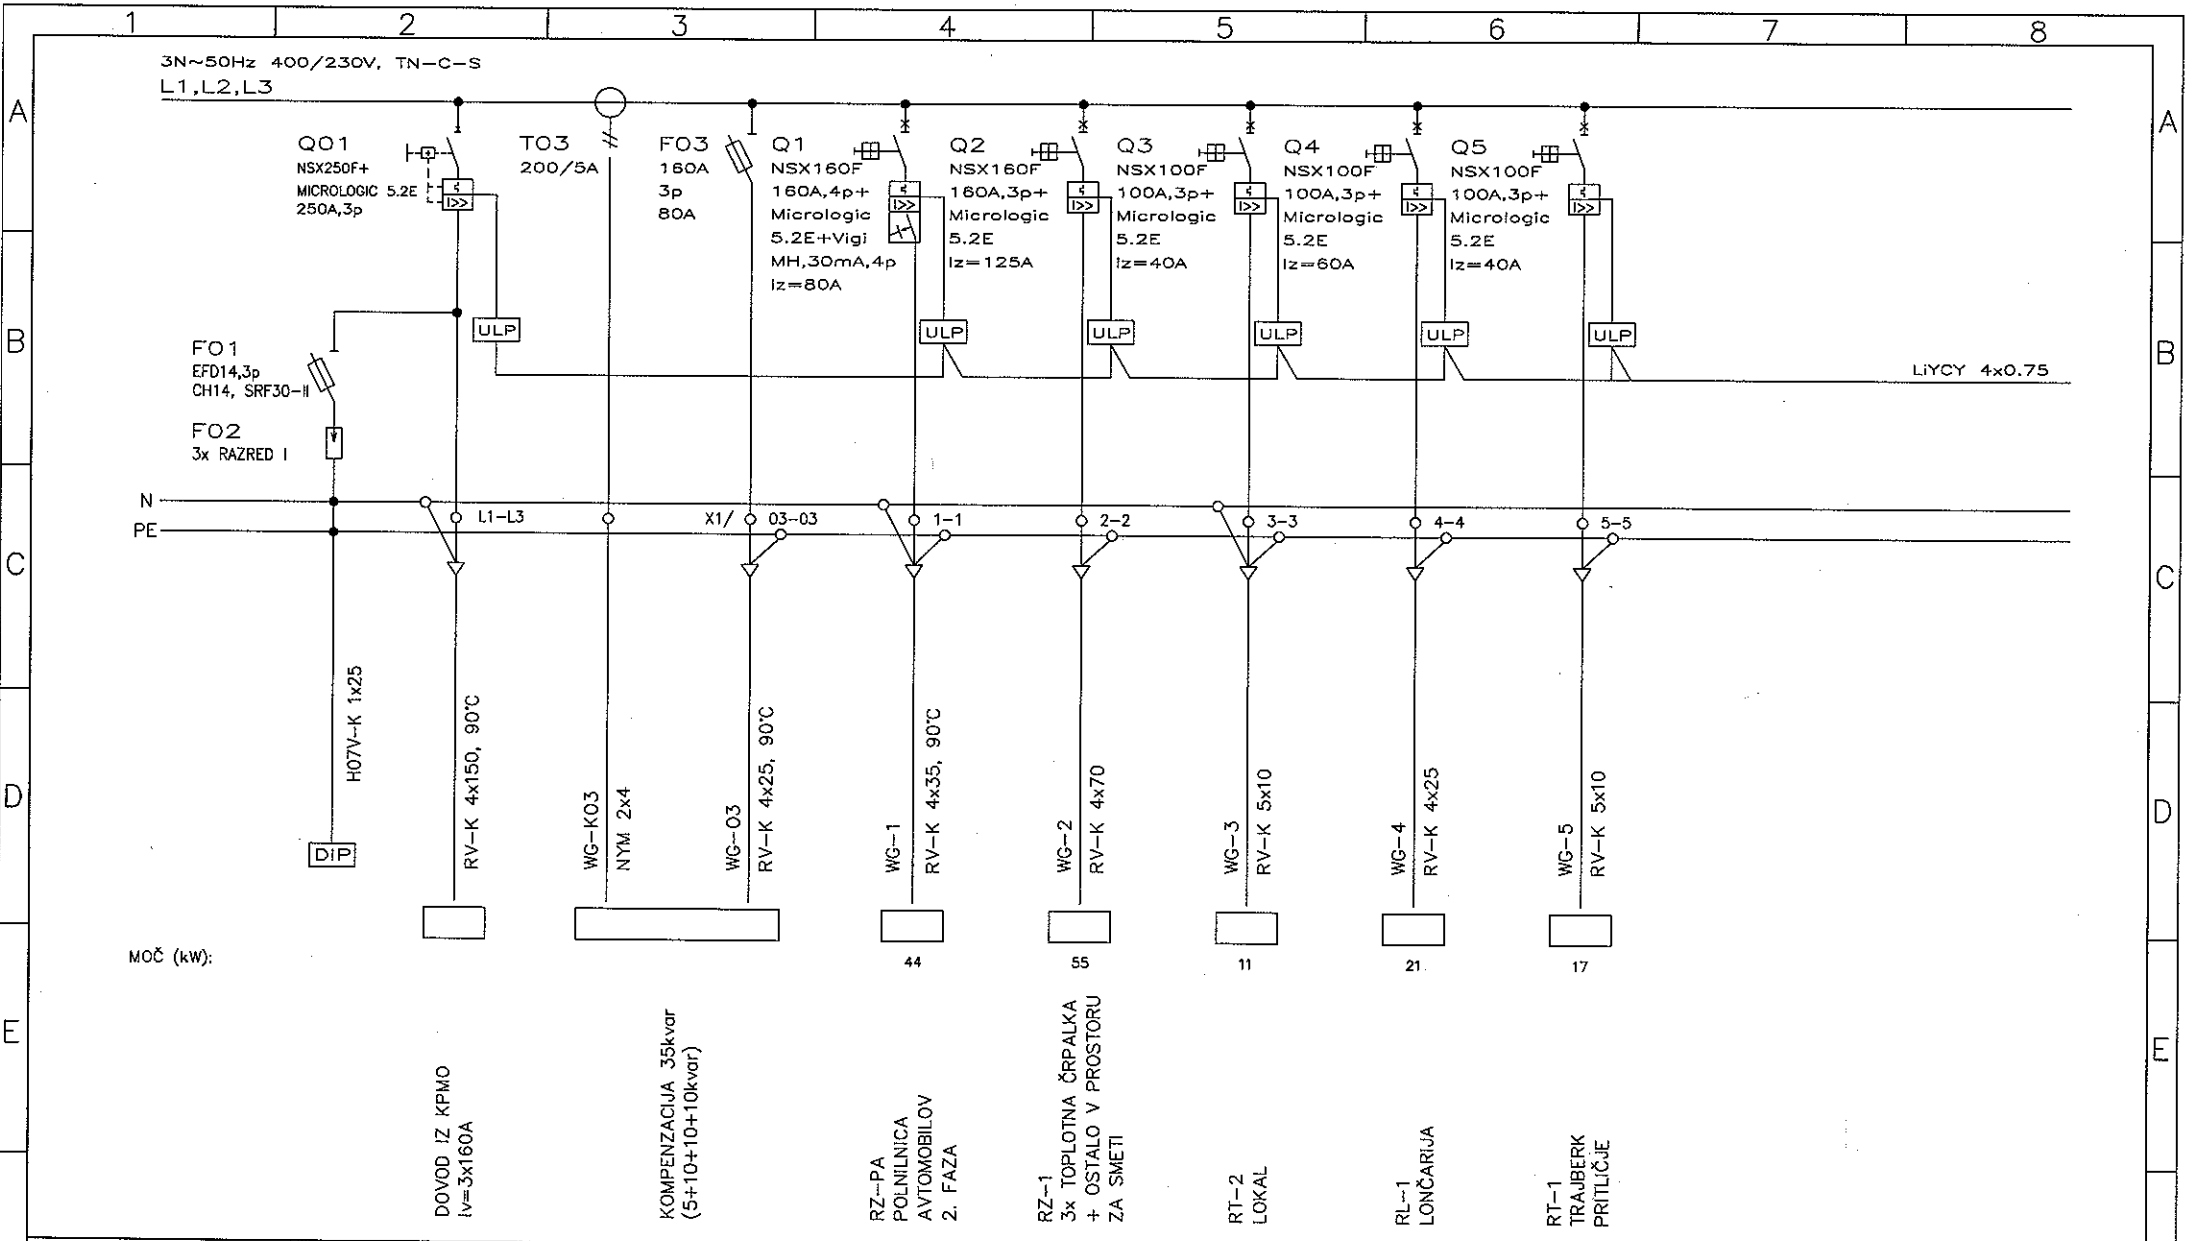 1 2 3 4 5 6 7 8
3N~50Hz 400/230V, TN-C-S
L1,L2,L3
A
A
Q01
NSX250F+
MICROLOGIC 5.2E
250A,3p
T03
200/5A
F03
160A
3p
80A
Q1
NSX160F
160A,4p+
Micrologic
5.2E+Vigi
MH,30mA,4p
Iz=80A
Q2
NSX160F
160A,3p+
Micrologic
5.2E
Iz=125A
Q3
NSX100F
100A,3p+
Micrologic
5.2E
Iz=40A
Q4
NSX100F
100A,3p+
Micrologic
5.2E
Iz=60A
Q5
NSX100F
100A,3p+
Micrologic
5.2E
Iz=40A
I>>
I>>
I>>
I>>
I>>
I>>
B
B
ULP
ULP
ULP
ULP
ULP
ULP
LiYCY 4x0.75
F01
EFD14,3p
CH14, SRF30-II
F02
3x RAZRED I
N
PE
L1-L3
X1/
03-03
1-1
2-2
3-3
4-4
5-5
C
C
D
D
H07V-K 1x25
DIP
RV-K 4x150, 90°C
WG-K03
NYM 2x4
WG-03
RV-K 4x25, 90°C
WG-1
RV-K 4x35, 90°C
WG-2
RV-K 4x70
WG-3
RV-K 5x10
WG-4
RV-K 4x25
WG-5
RV-K 5x10
MOČ (kW):
44
55
11
21
17
E
E
DOVOD IZ KPMO
Iv=3x160A
KOMPENZACIJA 35kvar
(5+10+10+10kvar)
RZ-PA
POLNILNICA
AVTOMOBILOV
2. FAZA
RZ-1
3x TOPLOTNA ČRPALKA
+ OSTALO V PROSTORU
ZA SMETI
RT-2
LOKAL
RL-1
LONČARIJA
RT-1
TRAJBERK
PRITLIČJE